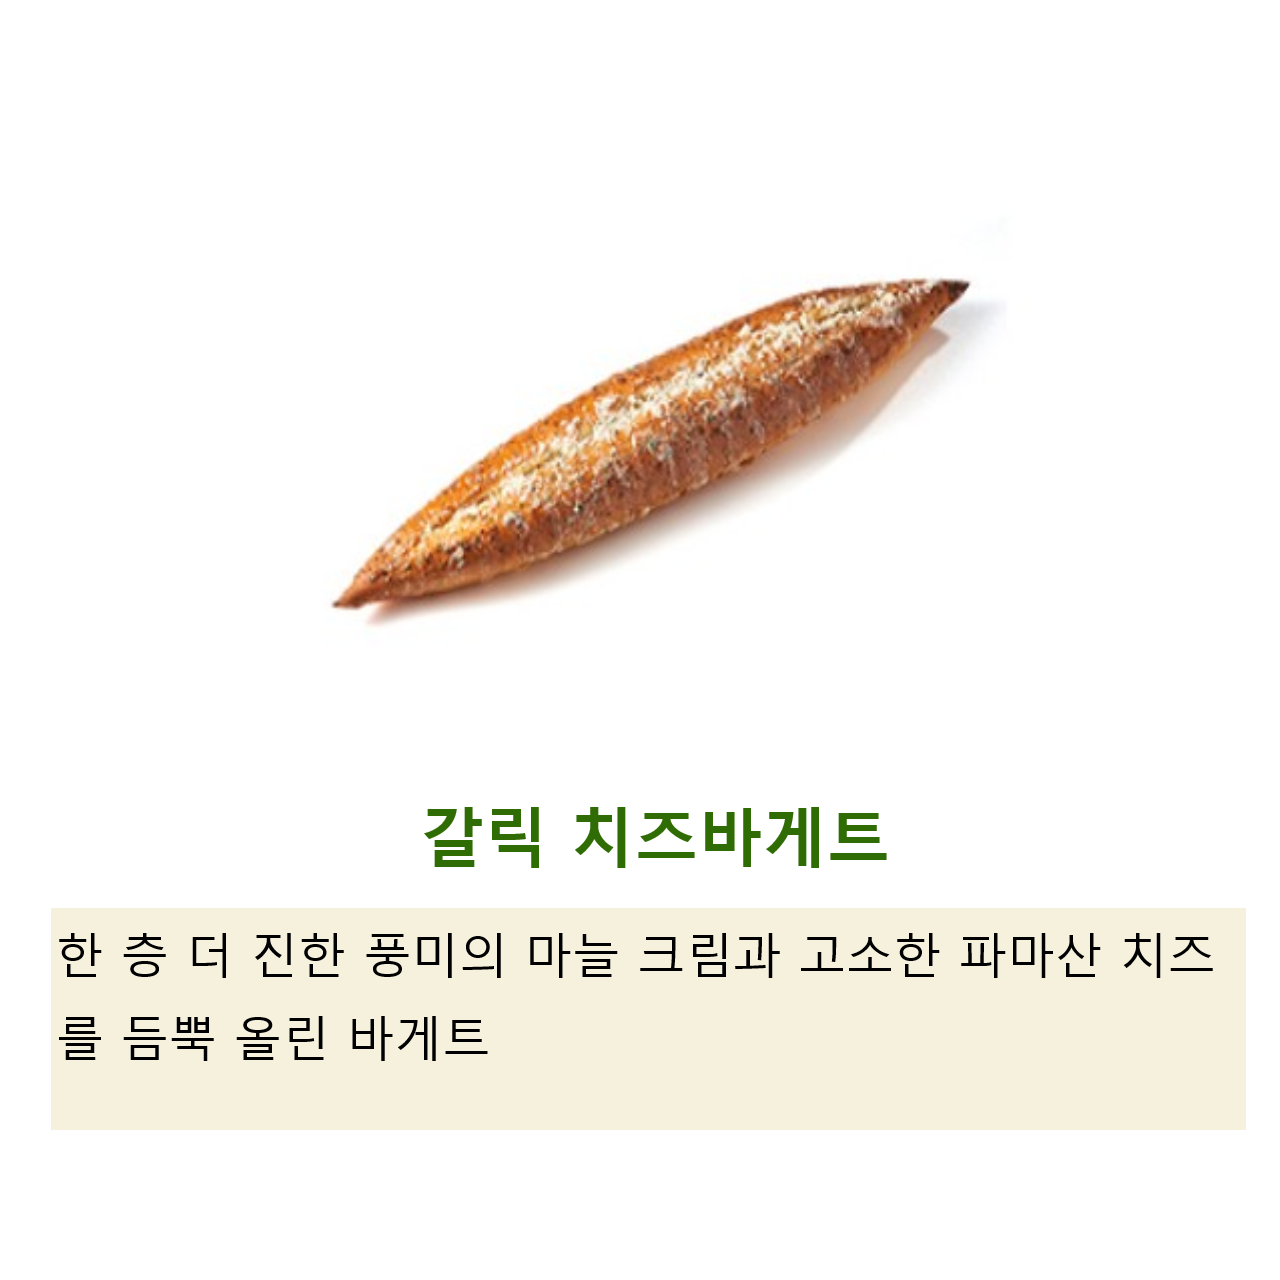 갈릭 치즈바게트
한 층 더 진한 풍미의 마늘 크림과 고소한 파마산 치즈
를 듬뿍 올린 바게트